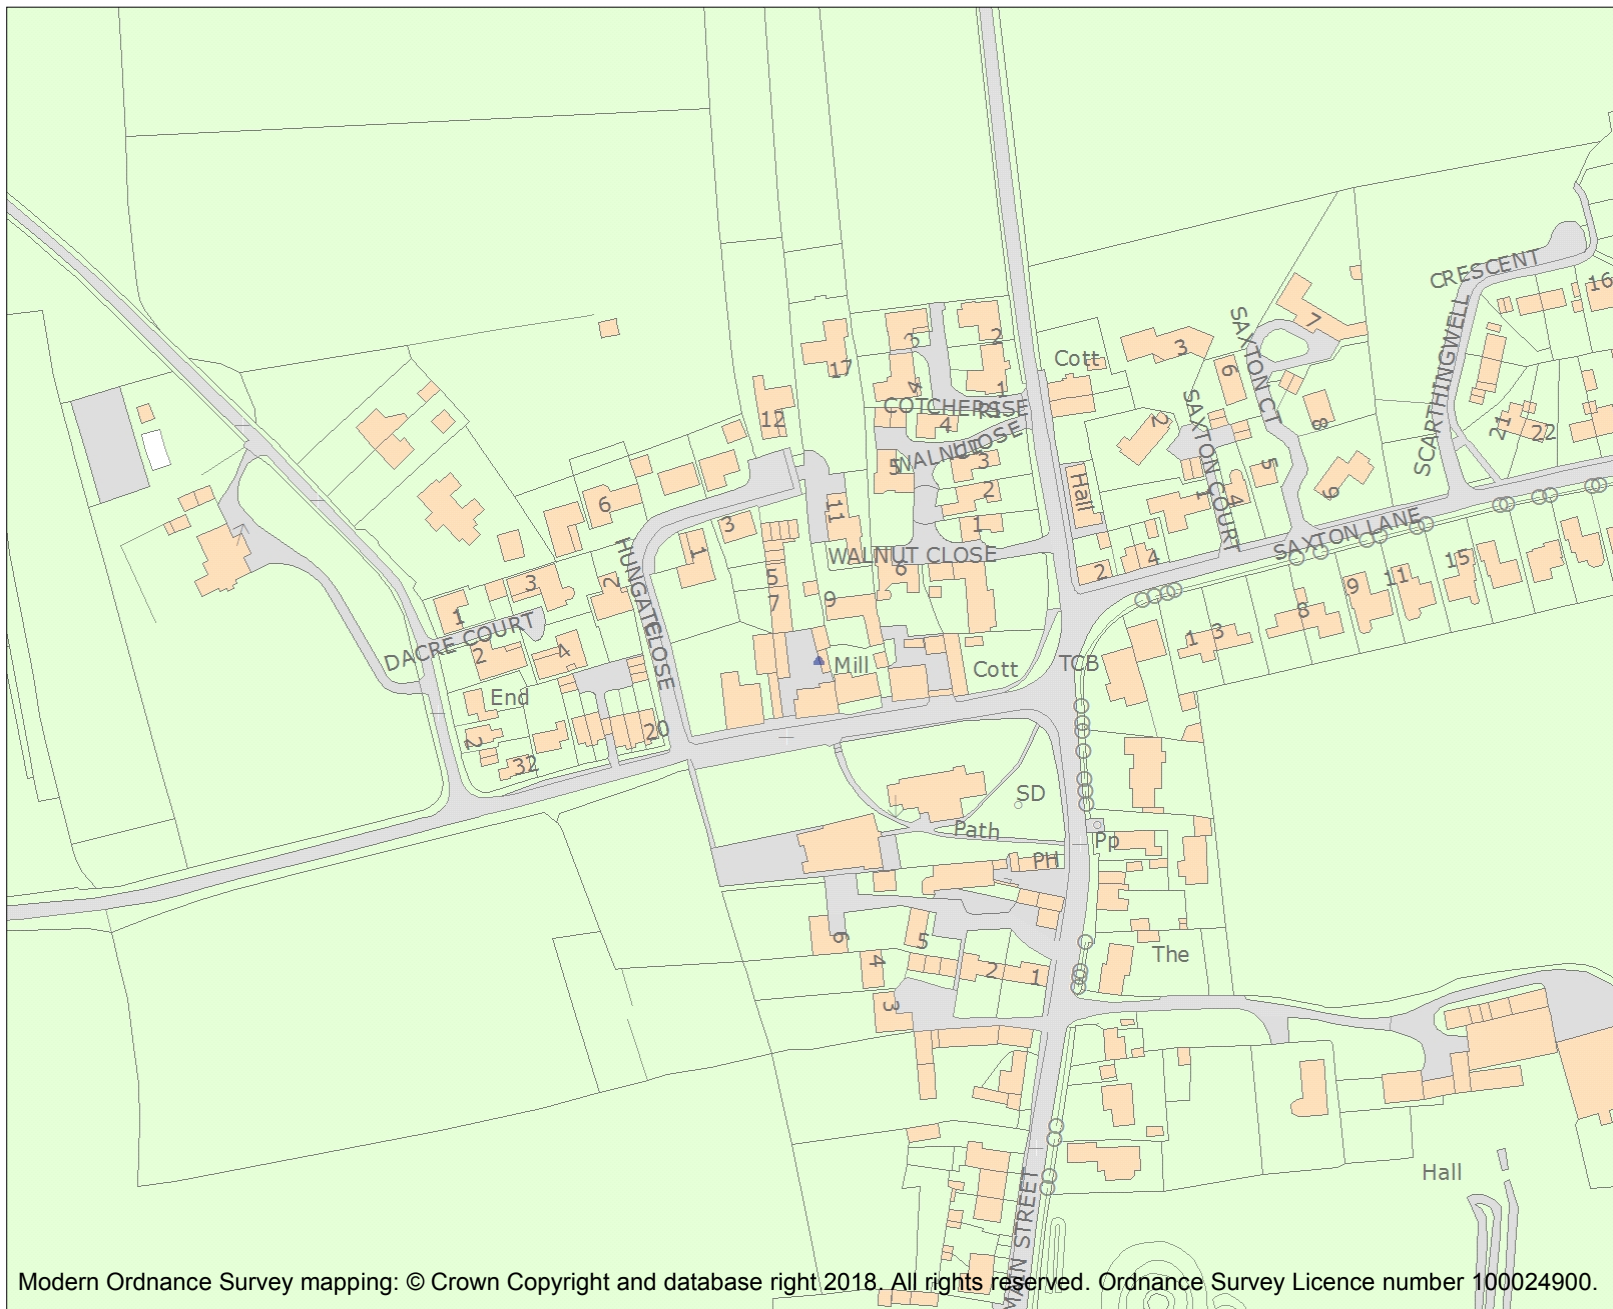 CRESCENT
SCARTHINGWELL
16
21
22
SAXTON CT
7
6
8
5
9
SAXTON COURT
3
2
1
4
Cott
Hall
2
4
SAXTON LANE
17
12
3
2
4
1
COTCHERS
RISE
4
WALNUT
CLOSE
5
3
2
1
11
WALNUT CLOSE
6
6
3
1
5
7
9
HUNGATE
CLOSE
2
3
1
DACRE COURT
2
4
End
2
32
20
Mill
Cott
TCB
1
3
8
9
11
15
SD
Path
Pp
PH
6
5
4
3
2
1
The
Hall
MAIN STREET
Modern Ordnance Survey mapping: © Crown Copyright and database right 2018. All rights reserved. Ordnance Survey Licence number 100024900.